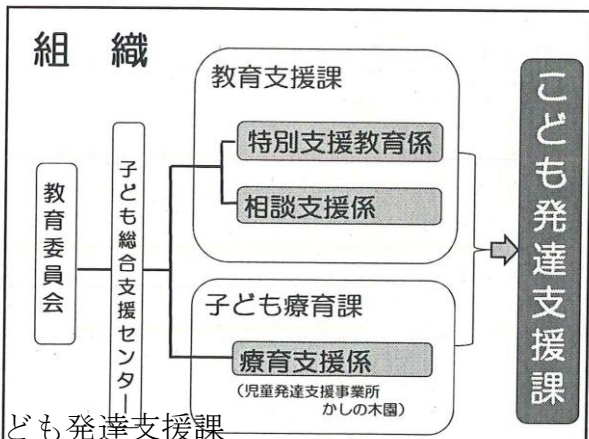 組織
教育委員会
子ども総合支援センター
教育支援課
特別支援教育係
相談支援係
子ども療育課
療育支援係
(児童発達支援事業所
かしの木園)
こども発達支援課
ども発達支援課